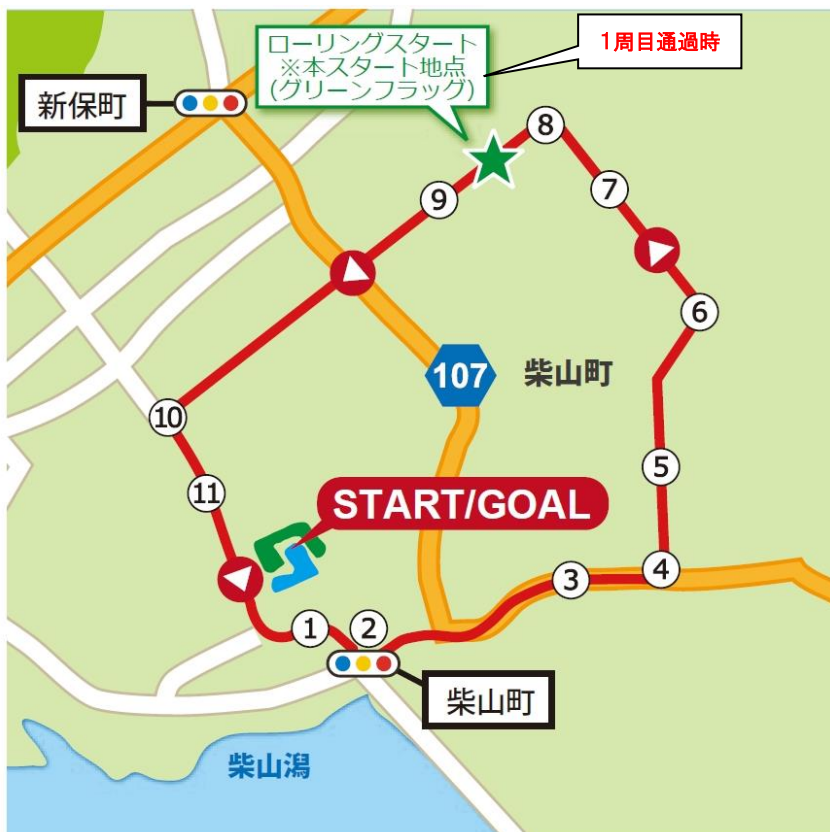 ローリングスタート
※本スタート地点
(グリーンフラッグ)
1周目通過時
新保町
8
7
9
6
107
柴山町
10
5
11
START/GOAL
4
3
1
2
柴山町
柴山潟